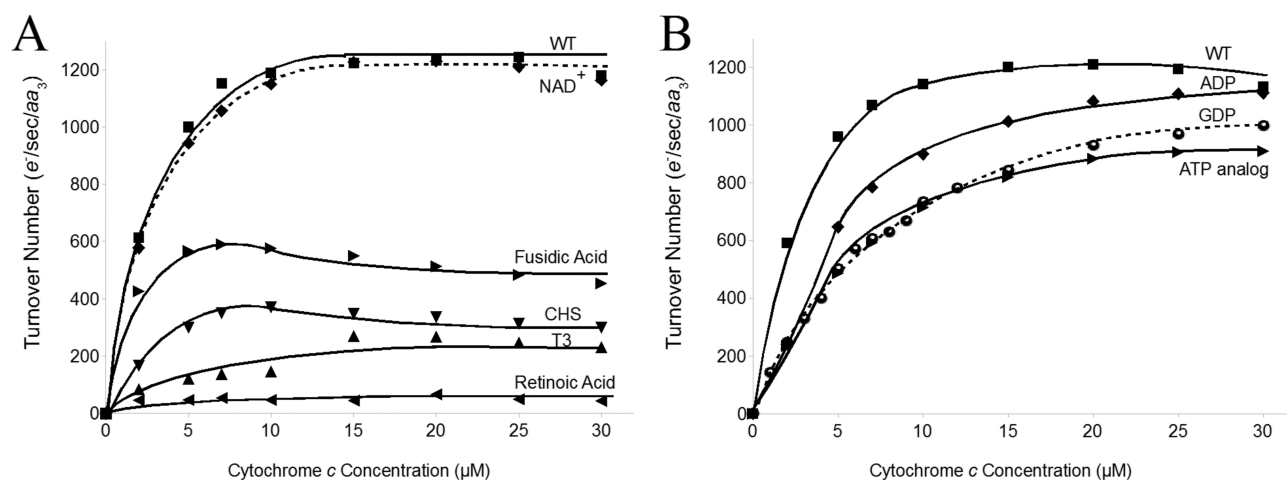 A
Turnover Number (e⁻/sec/aa₃)
1200
1000
800
600
400
200
0
0
5
10
15
20
25
30
Cytochrome c Concentration (µM)
WT
NAD⁺
Fusidic Acid
CHS
T3
Retinoic Acid
B
Turnover Number (e⁻/sec/aa₃)
1200
1000
800
600
400
200
0
0
5
10
15
20
25
30
Cytochrome c Concentration (µM)
WT
ADP
GDP
ATP analog